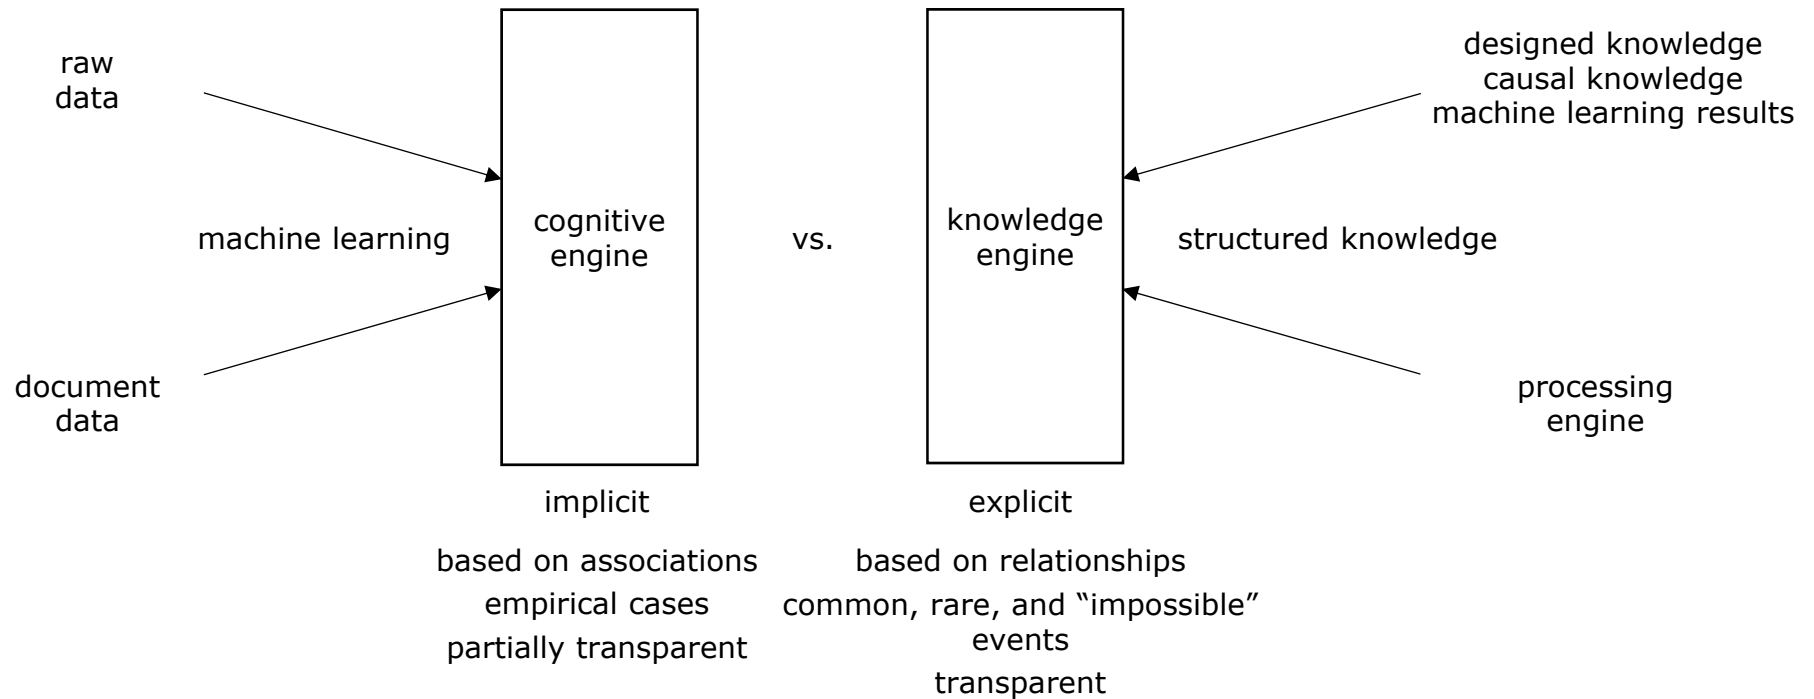 raw
data
machine learning
document
data
cognitive
engine
vs.
knowledge
engine
designed knowledge
causal knowledge
machine learning results
structured knowledge
processing
engine
implicit
based on associations
empirical cases
partially transparent
explicit
based on relationships
common, rare, and “impossible”
events
transparent